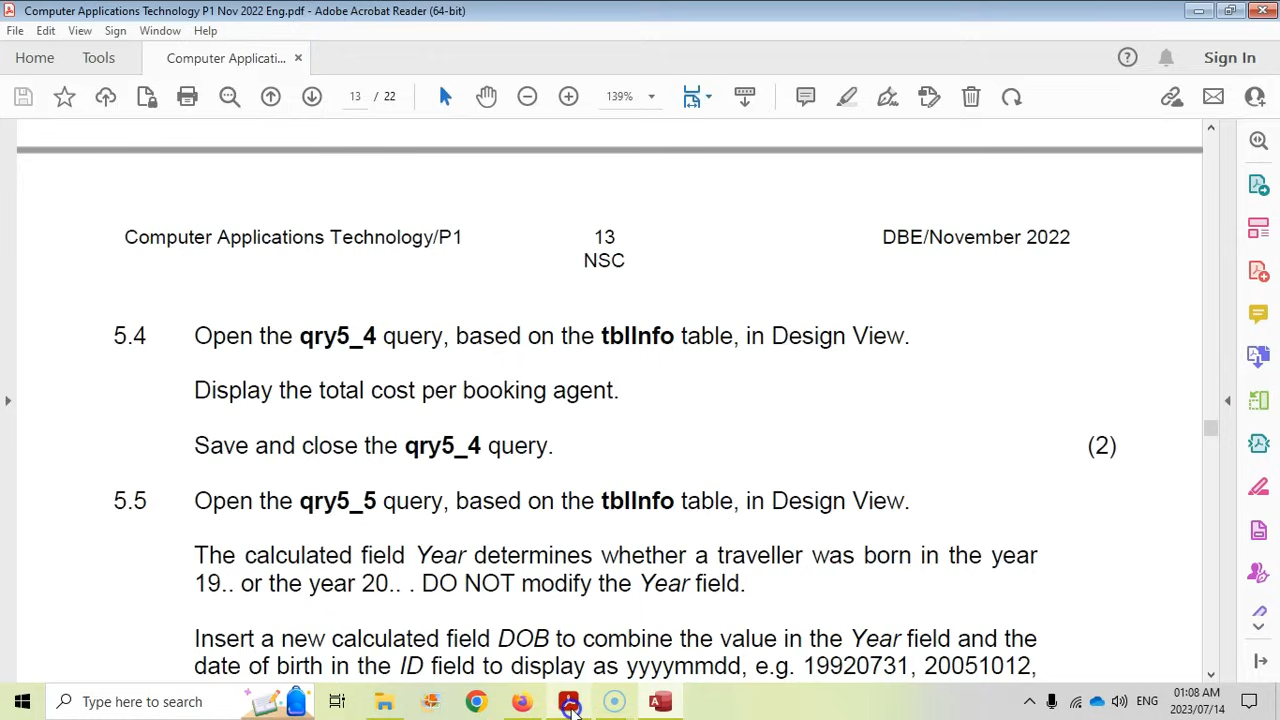 Computer Applications Technology P1 Nov 2022 Eng.pdf - Adobe Acrobat Reader (64-bit)
File Edit View Sign Window Help
Home Tools Computer Applicati... × Sign In
13 / 22 139%
Computer Applications Technology/P1 13 DBE/November 2022
NSC
5.4 Open the qry5_4 query, based on the tblInfo table, in Design View.
Display the total cost per booking agent.
Save and close the qry5_4 query. (2)
5.5 Open the qry5_5 query, based on the tblInfo table, in Design View.
The calculated field Year determines whether a traveller was born in the year
19.. or the year 20.. . DO NOT modify the Year field.
Insert a new calculated field DOB to combine the value in the Year field and the
date of birth in the ID field to display as yyyymmdd, e.g. 19920731, 20051012,
Type here to search ENG 01:08 AM
2023/07/14